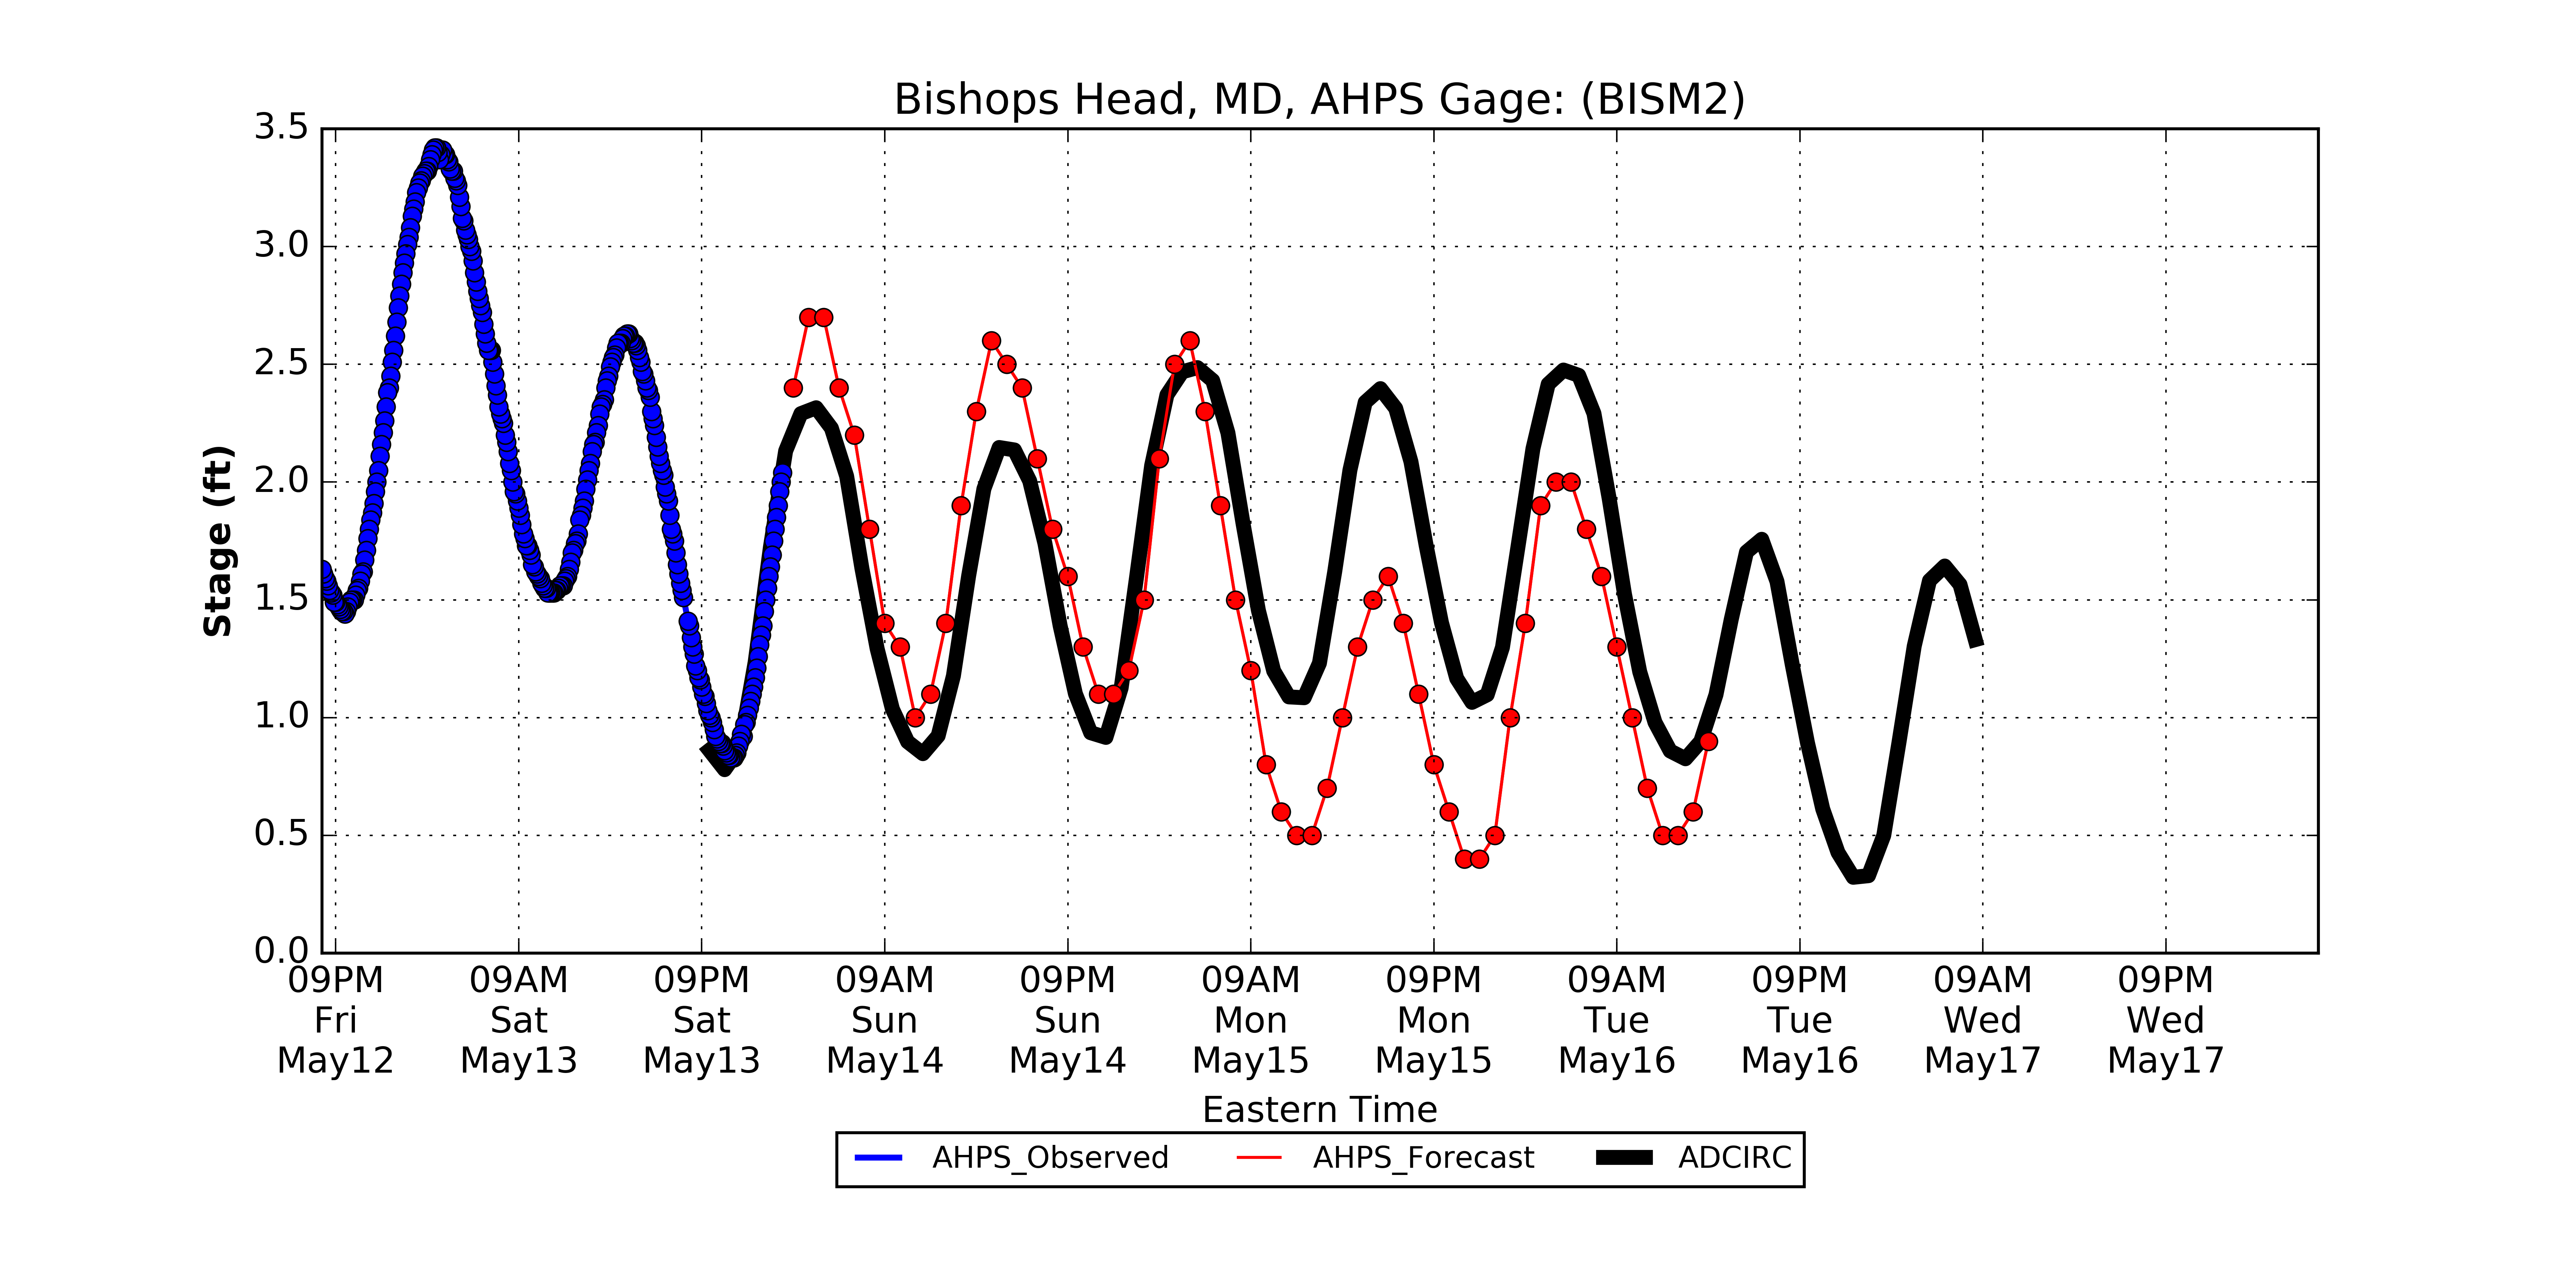 Bishops Head, MD, AHPS Gage: (BISM2)
3.5
3.0
2.5
2.0
1.5
1.0
0.5
0.0
Stage (ft)
09PM 09AM 09PM 09AM 09PM 09AM 09PM 09AM 09PM 09AM 09PM
Fri Sat Sat Sun Sun Mon Mon Tue Tue Wed Wed
May12 May13 May13 May14 May14 May15 May15 May16 May16 May17 May17
Eastern Time
AHPS_Observed AHPS_Forecast ADCIRC